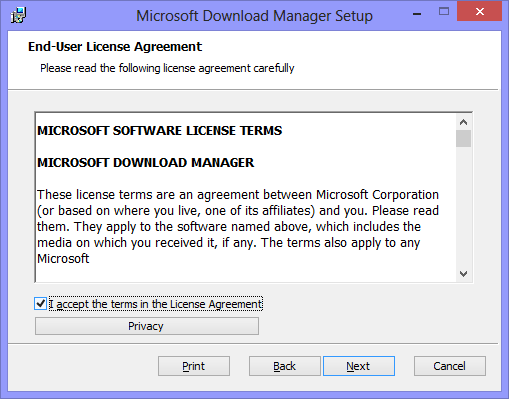 Microsoft Download Manager Setup
End-User License Agreement
Please read the following license agreement carefully
MICROSOFT SOFTWARE LICENSE TERMS
MICROSOFT DOWNLOAD MANAGER
These license terms are an agreement between Microsoft Corporation
(or based on where you live, one of its affiliates) and you. Please read
them. They apply to the software named above, which includes the
media on which you received it, if any. The terms also apply to any
Microsoft
I accept the terms in the License Agreement
Privacy
Print Back Next Cancel